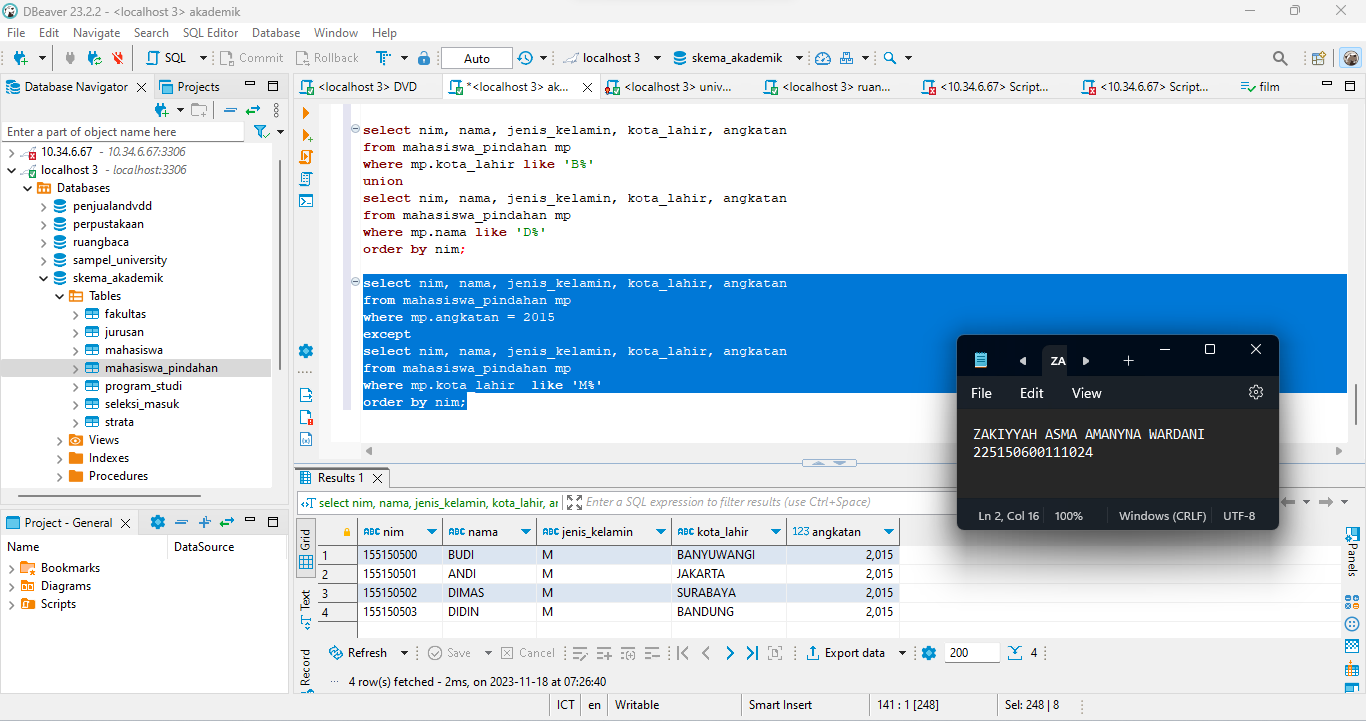 DBeaver 23.2.2 - <localhost 3> akademik
File Edit Navigate Search SQL Editor Database Window Help
SQL Commit Rollback Auto localhost 3 skema_akademik
Database Navigator Projects
<localhost 3> DVD *<localhost 3> ak... <localhost 3> univ... <localhost 3> ruan... <10.34.6.67> Script... <10.34.6.67> Script... film
Enter a part of object name here
10.34.6.67 - 10.34.6.67:3306
localhost 3 - localhost:3306
Databases
penjualandvdd
perpustakaan
ruangbaca
sampel_university
skema_akademik
Tables
fakultas
jurusan
mahasiswa
mahasiswa_pindahan
program_studi
seleksi_masuk
strata
Views
Indexes
Procedures
select nim, nama, jenis_kelamin, kota_lahir, angkatan
from mahasiswa_pindahan mp
where mp.kota_lahir like 'B%'
union
select nim, nama, jenis_kelamin, kota_lahir, angkatan
from mahasiswa_pindahan mp
where mp.nama like 'D%'
order by nim;
select nim, nama, jenis_kelamin, kota_lahir, angkatan
from mahasiswa_pindahan mp
where mp.angkatan = 2015
except
select nim, nama, jenis_kelamin, kota_lahir, angkatan
from mahasiswa_pindahan mp
where mp.kota_lahir  like 'M%'
order by nim;
ZA
File Edit View
ZAKIYYAH ASMA AMANYNA WARDANI
225150600111024
Ln 2, Col 16 100% Windows (CRLF) UTF-8
Project - General
Name DataSource
Bookmarks
Diagrams
Scripts
Results 1
select nim, nama, jenis_kelamin, kota_lahir, ar Enter a SQL expression to filter results (use Ctrl+Space)
Grid
Text
Record
Panels
ABC nim ABC nama ABC jenis_kelamin ABC kota_lahir 123 angkatan
1 155150500 BUDI M BANYUWANGI 2,015
2 155150501 ANDI M JAKARTA 2,015
3 155150502 DIMAS M SURABAYA 2,015
4 155150503 DIDIN M BANDUNG 2,015
Refresh Save Cancel Export data 200 4
4 row(s) fetched - 2ms, on 2023-11-18 at 07:26:40
ICT en Writable Smart Insert 141 : 1 [248] Sel: 248 | 8